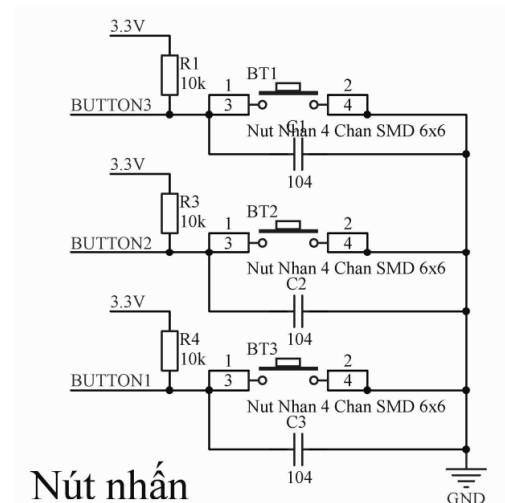 3.3V
R1
10k
BT1
1
2
BUTTON3
3
4
C1
Nut Nhan 4 Chan SMD 6x6
104
3.3V
R3
10k
BT2
1
2
BUTTON2
3
4
Nut Nhan 4 Chan SMD 6x6
C2
104
3.3V
R4
10k
BT3
1
2
BUTTON1
3
4
Nut Nhan 4 Chan SMD 6x6
C3
104
Nút nhấn
GND